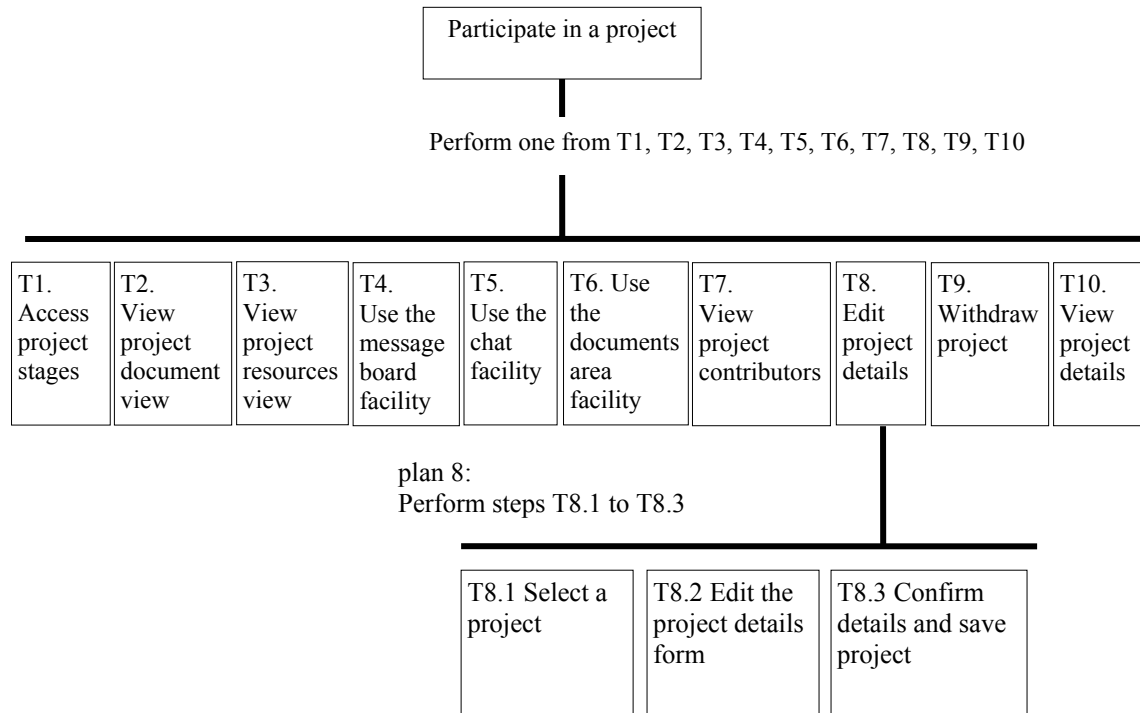 Participate in a project
Perform one from T1, T2, T3, T4, T5, T6, T7, T8, T9, T10
T1.
Access
project
stages
T2.
View
project
document
view
T3.
View
project
resources
view
T4.
Use the
message
board
facility
T5.
Use the
chat
facility
T6. Use
the
documents
area
facility
T7.
View
project
contributors
T8.
Edit
project
details
T9.
Withdraw
project
T10.
View
project
details
plan 8:
Perform steps T8.1 to T8.3
T8.1 Select a
project
T8.2 Edit the
project details
form
T8.3 Confirm
details and save
project